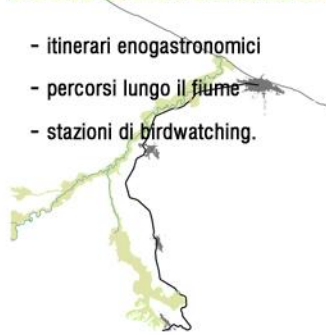 - itinerari enogastronomici
- percorsi lungo il fiume
- stazioni di birdwatching.